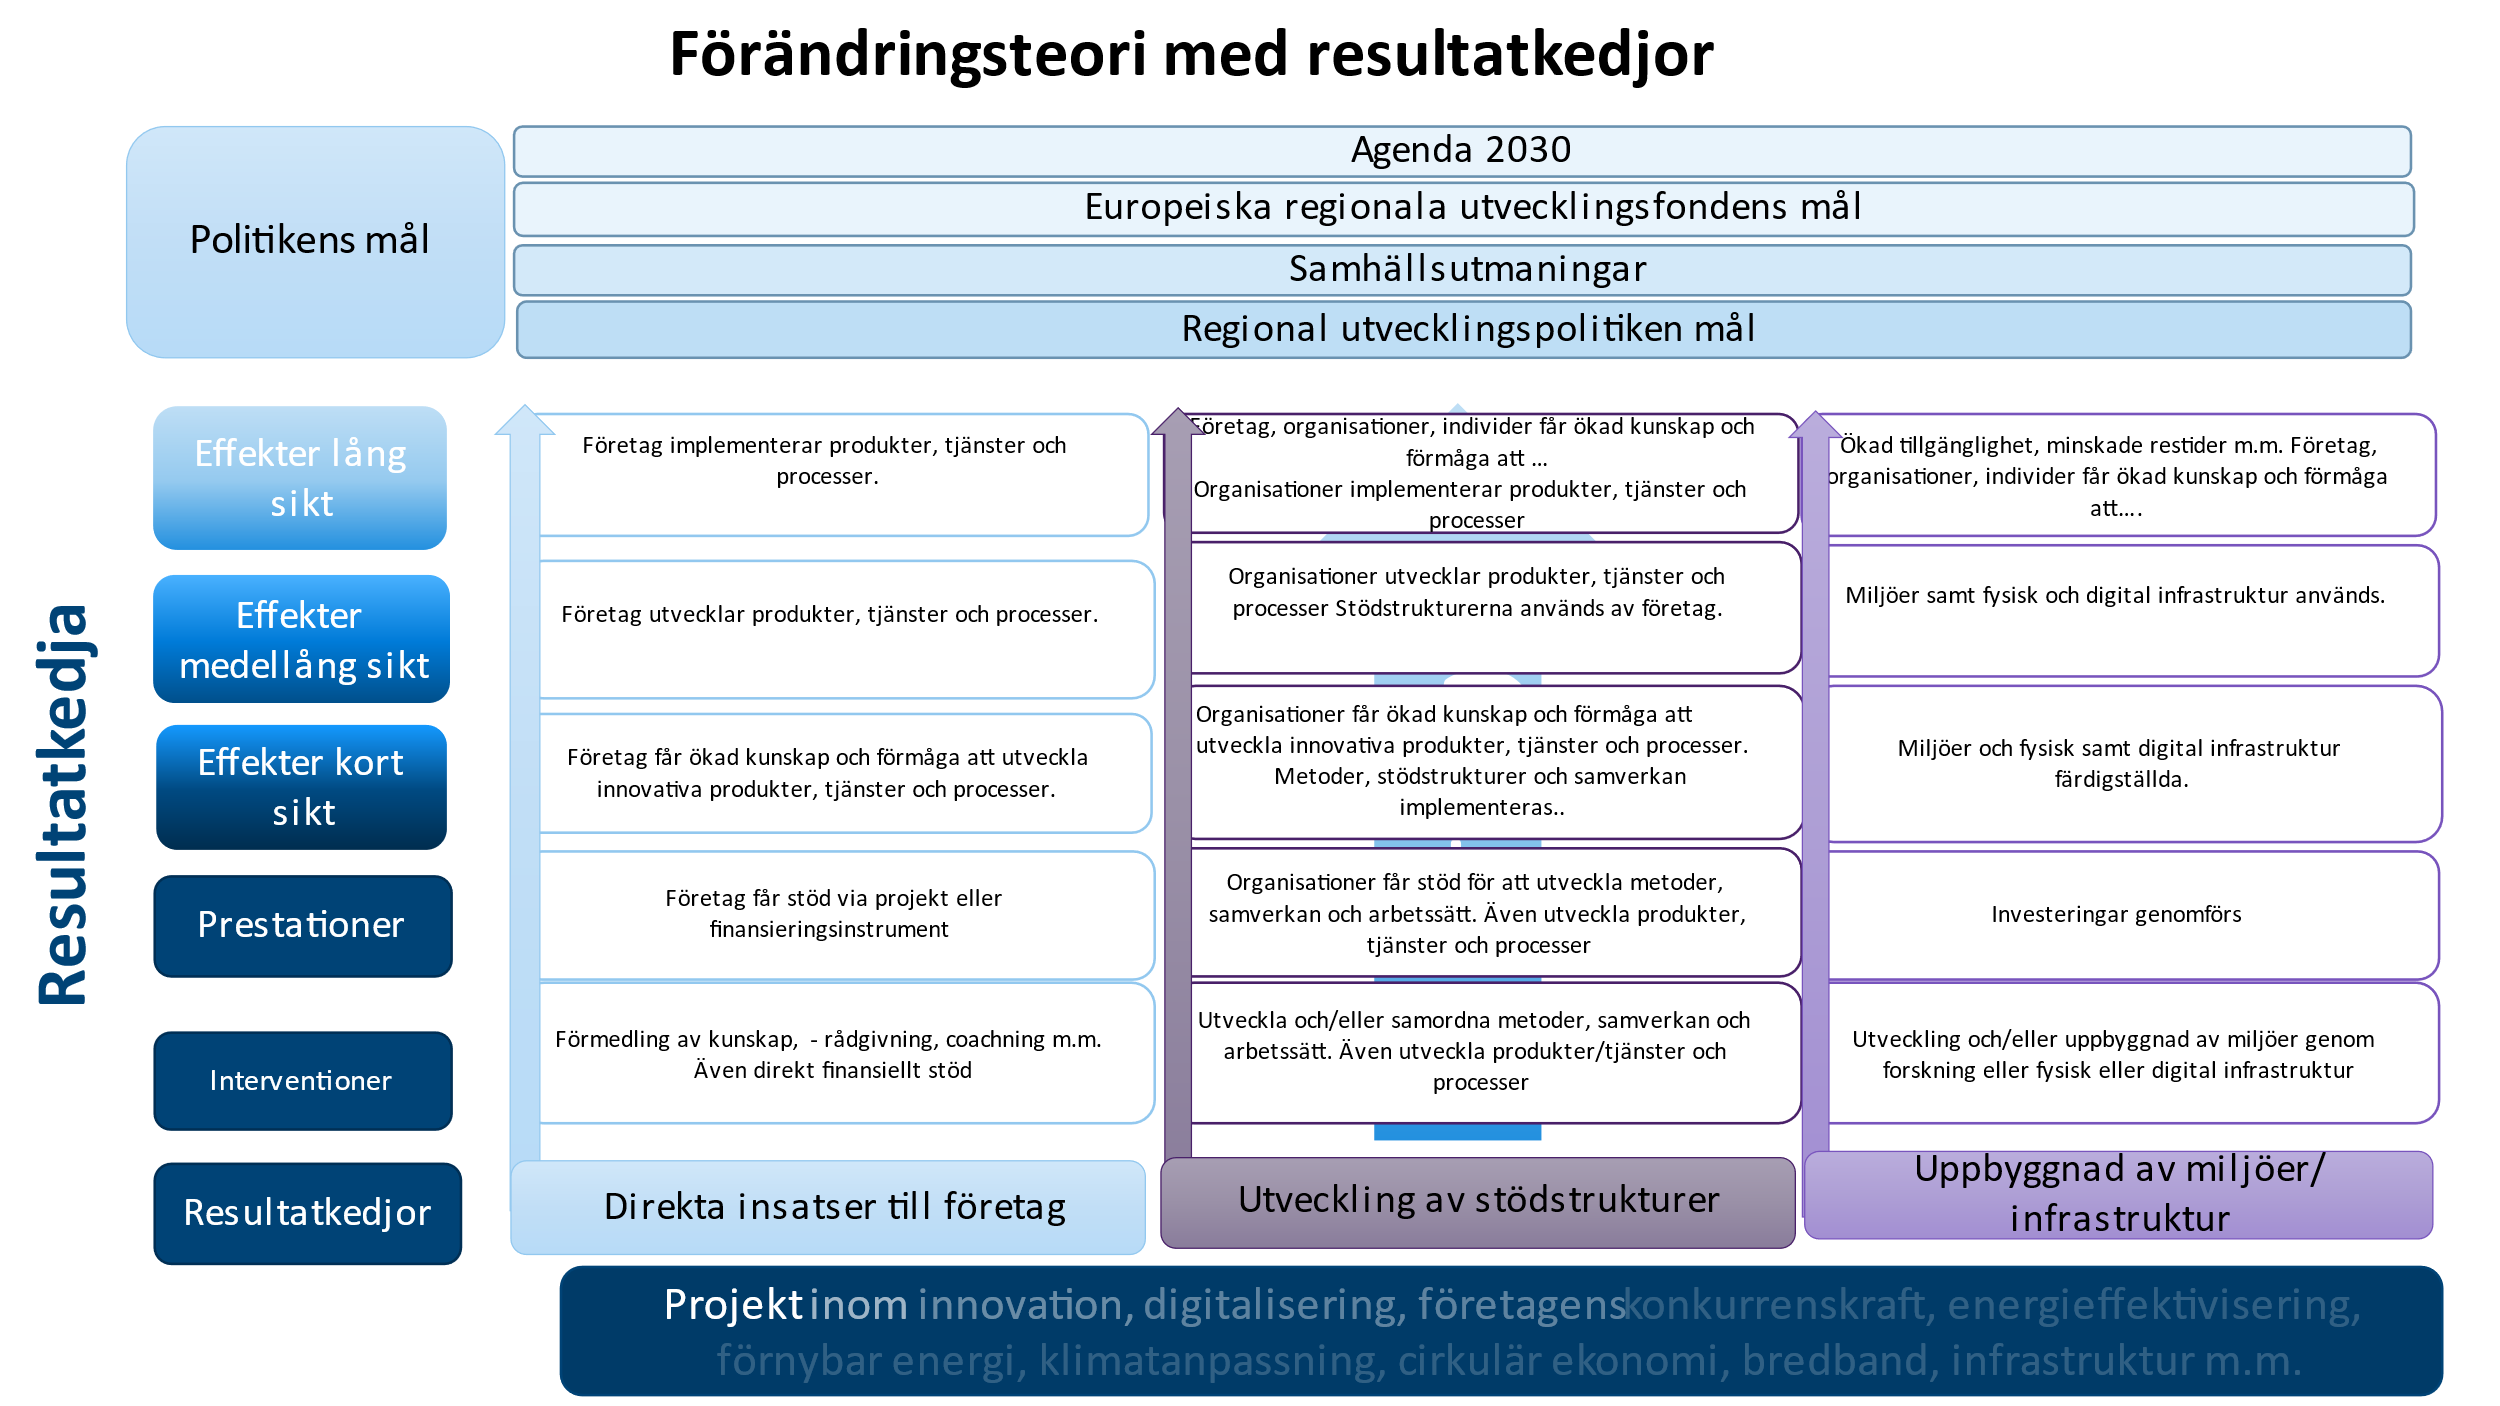 Förändringsteori med resultatkedjor
Politikens mål
Agenda 2030
Europeiska regionala utvecklingsfondens mål
Samhällsutmaningar
Regional utvecklingspolitiken mål
Resultatkedja
Effekter lång
sikt
Företag implementerar produkter, tjänster och
processer.
Företag, organisationer, individer får ökad kunskap och
förmåga att ...
Organisationer implementerar produkter, tjänster och
processer
Ökad tillgänglighet, minskade restider m.m. Företag,
organisationer, individer får ökad kunskap och förmåga
att....
Effekter
medellång sikt
Företag utvecklar produkter, tjänster och processer.
Organisationer utvecklar produkter, tjänster och
processer Stödstrukturerna används av företag.
Miljöer samt fysisk och digital infrastruktur används.
Effekter kort
sikt
Företag får ökad kunskap och förmåga att utveckla
innovativa produkter, tjänster och processer.
Organisationer får ökad kunskap och förmåga att
utveckla innovativa produkter, tjänster och processer.
Metoder, stödstrukturer och samverkan
implementeras..
Miljöer och fysisk samt digital infrastruktur
färdigställda.
Prestationer
Företag får stöd via projekt eller
finansieringsinstrument
Organisationer får stöd för att utveckla metoder,
samverkan och arbetssätt. Även utveckla produkter,
tjänster och processer
Investeringar genomförs
Interventioner
Förmedling av kunskap,  - rådgivning, coachning m.m.
Även direkt finansiellt stöd
Utveckla och/eller samordna metoder, samverkan och
arbetssätt. Även utveckla produkter/tjänster och
processer
Utveckling och/eller uppbyggnad av miljöer genom
forskning eller fysisk eller digital infrastruktur
Resultatkedjor
Direkta insatser till företag
Utveckling av stödstrukturer
Uppbyggnad av miljöer/
infrastruktur
Projekt inom innovation, digitalisering, företagens konkurrenskraft, energieffektivisering,
förnybar energi, klimatanpassning, cirkulär ekonomi, bredband, infrastruktur m.m.